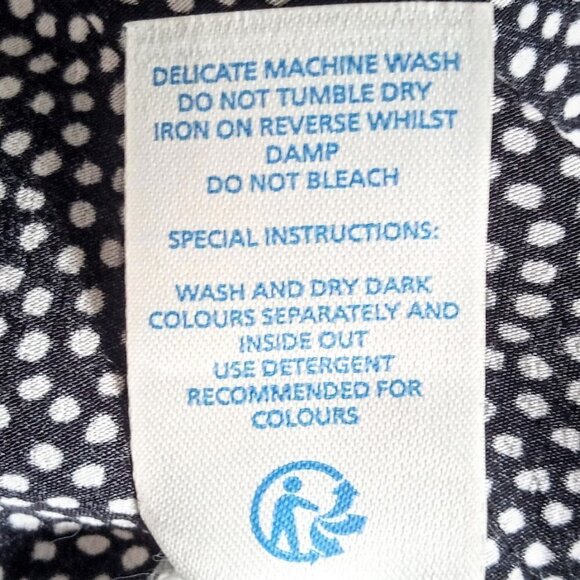 DELICATE MACHINE WASH
DO NOT TUMBLE DRY
IRON ON REVERSE WHILST
DAMP
DO NOT BLEACH
SPECIAL INSTRUCTIONS:
WASH AND DRY DARK
COLOURS SEPARATELY AND
INSIDE OUT
USE DETERGENT
RECOMMENDED FOR
COLOURS